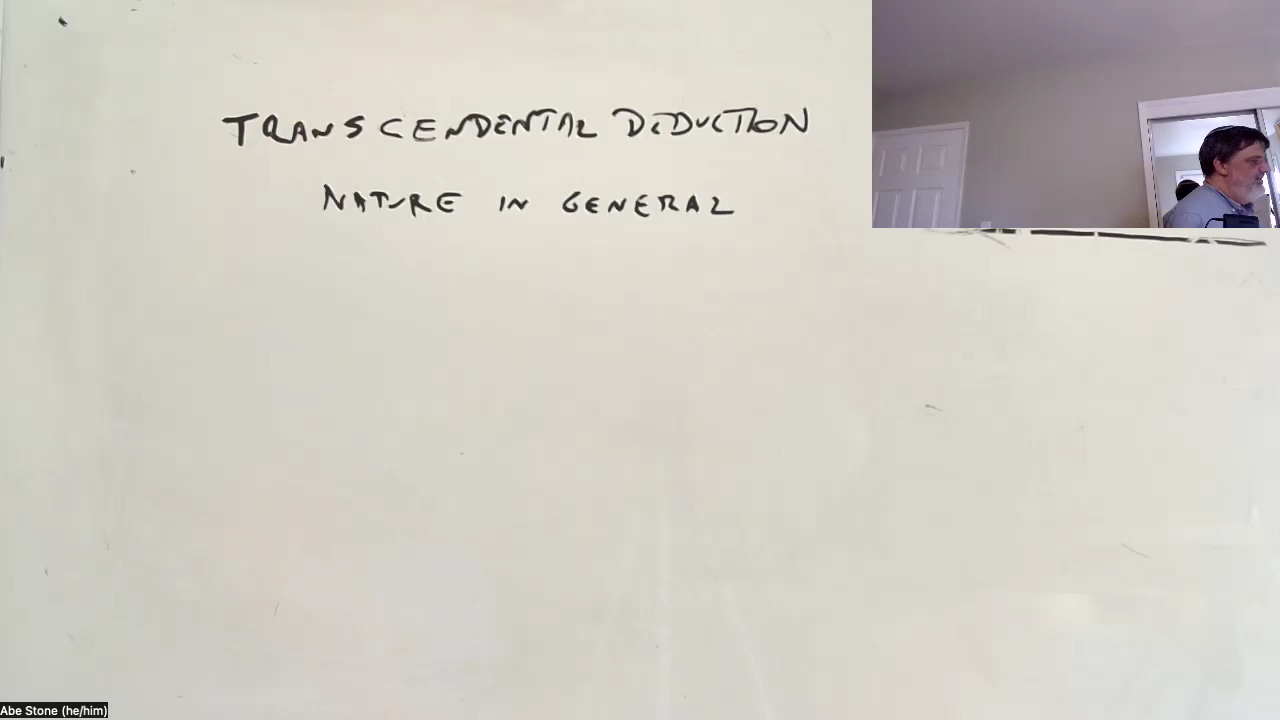 TRANSCENDENTAL DEDUCTION
NATURE IN GENERAL
Abe Stone (he/him)